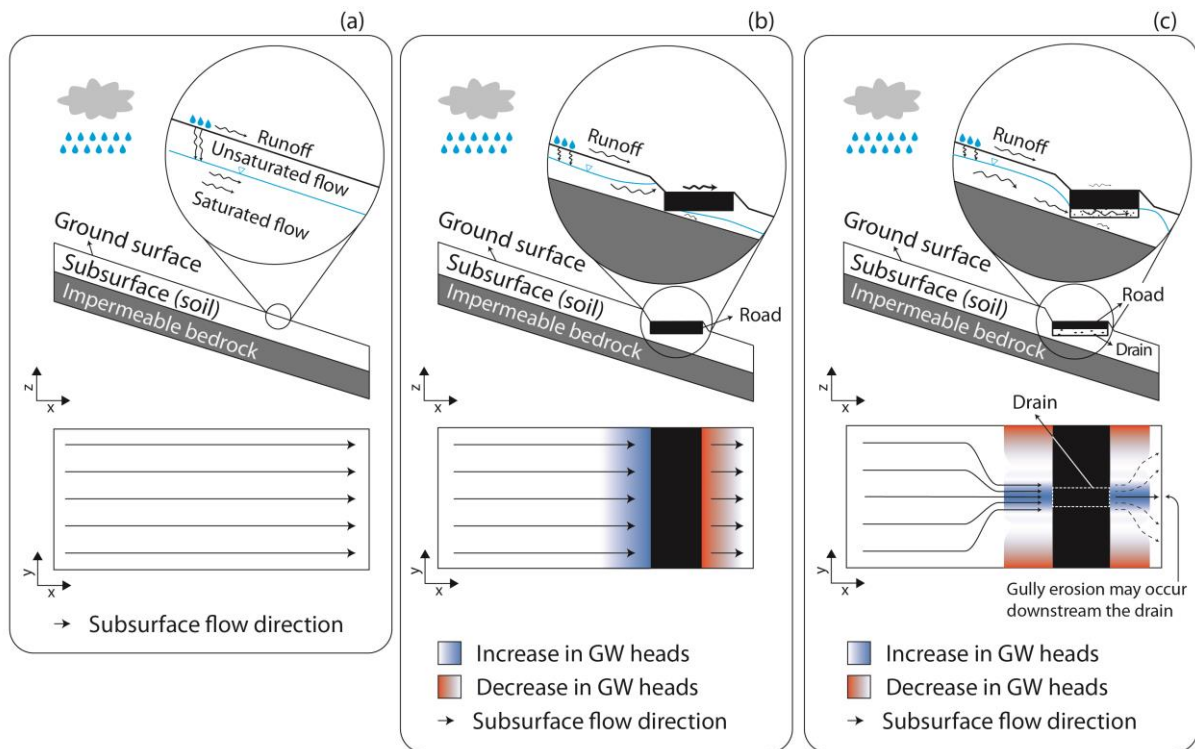 (a)
Runoff
Unsaturated flow
Saturated flow
Ground surface
Subsurface (soil)
Impermeable bedrock
z
x
y
x
Subsurface flow direction
(b)
Runoff
Ground surface
Subsurface (soil)
Impermeable bedrock
Road
z
x
y
x
Increase in GW heads
Decrease in GW heads
Subsurface flow direction
(c)
Runoff
Ground surface
Subsurface (soil)
Impermeable bedrock
Road
Drain
z
x
Drain
y
x
Gully erosion may occur
downstream the drain
Increase in GW heads
Decrease in GW heads
Subsurface flow direction